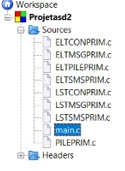 Workspace
Projetasd2
Sources
ELTCONPRIM.c
ELTMSGPRIM.c
ELTPILEPRIM.c
ELTSMSPRIM.c
LSTCONPRIM.c
LSTMSGPRIM.c
LSTSMSPRIM.c
main.c
PILEPRIM.c
Headers